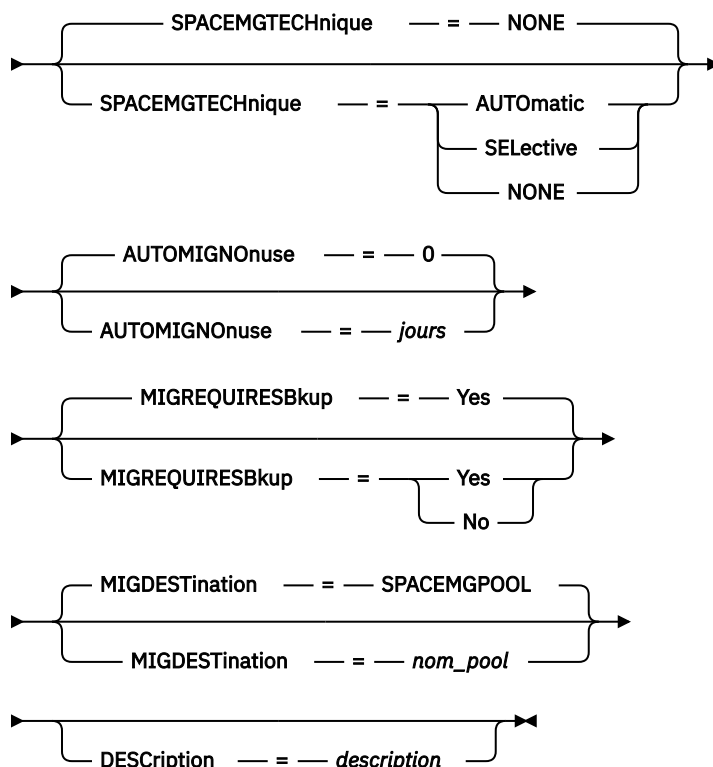 SPACEMGTECHnique = NONE
SPACEMGTECHnique = AUTOmatic
SELective
NONE
AUTOMIGNOnuse = 0
AUTOMIGNOnuse = jours
MIGREQUIRESBkup = Yes
MIGREQUIRESBkup = Yes
No
MIGDESTination = SPACEMGPOOL
MIGDESTination = nom_pool
DESCription = description